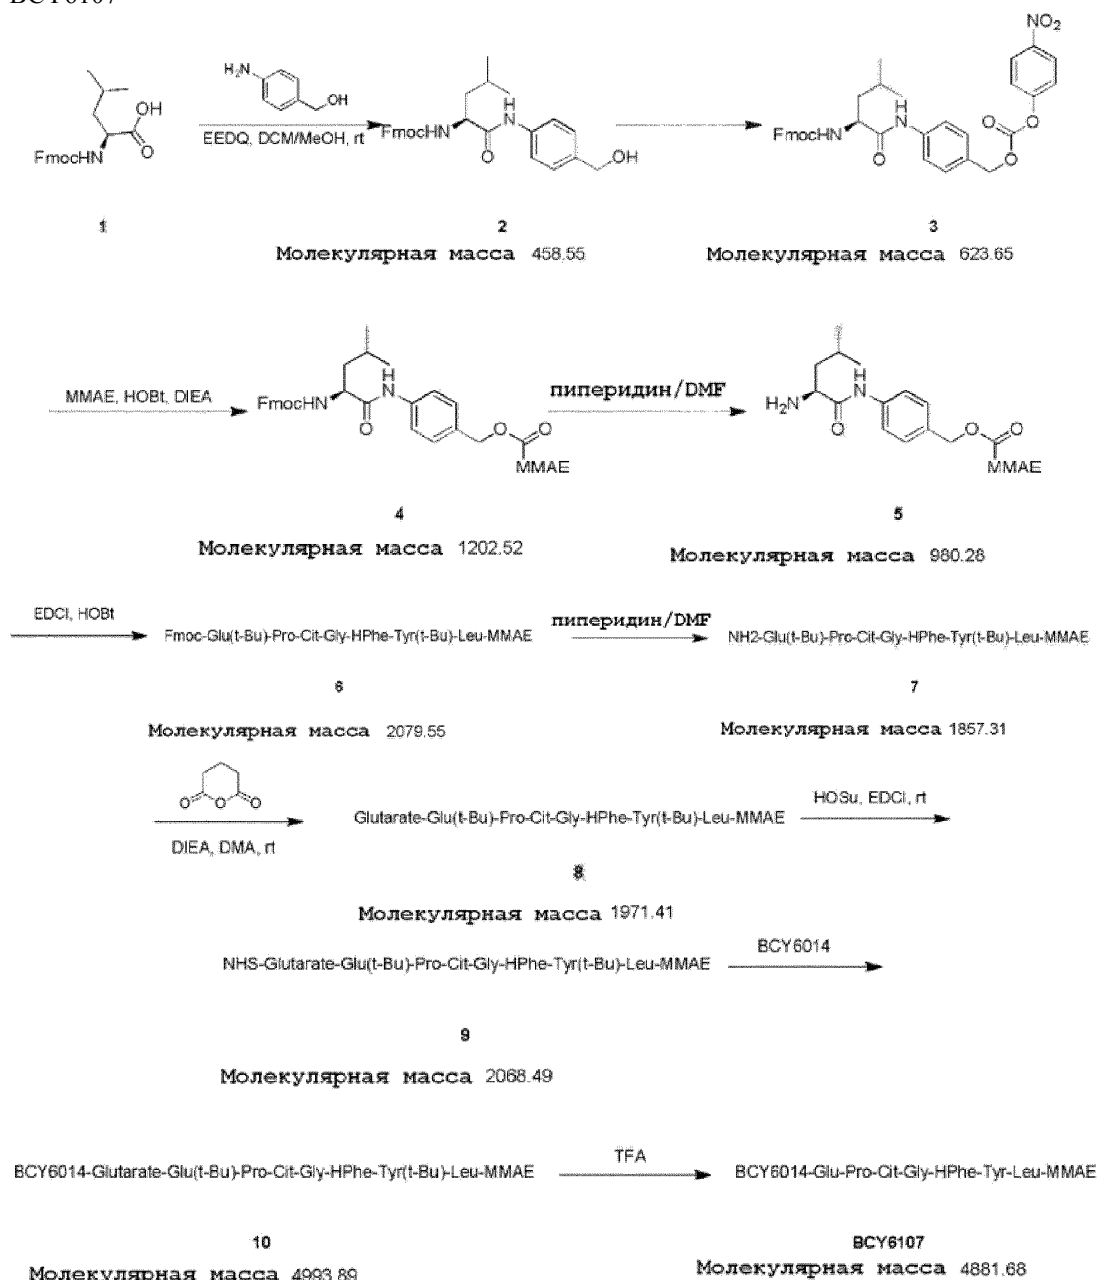 BCY6107
NO2
H2N
OH
EEDQ, DCM/MeOH, rt
OH
O
FmocHN
1
FmocHN
H
N
O
OH
2
Молекулярная масса 458.55
FmocHN
H
N
O
O
O
O
3
Молекулярная масса 623.65
MMAE, HOBt, DIEA
FmocHN
H
N
O
O
O
MMAE
4
Молекулярная масса 1202.52
пиперидин/DMF
H2N
H
N
O
O
O
MMAE
5
Молекулярная масса 980.28
EDCI, HOBt
Fmoc-Glu(t-Bu)-Pro-Cit-Gly-HPhe-Tyr(t-Bu)-Leu-MMAE
6
Молекулярная масса 2079.55
пиперидин/DMF
NH2-Glu(t-Bu)-Pro-Cit-Gly-HPhe-Tyr(t-Bu)-Leu-MMAE
7
Молекулярная масса 1857.31
O O O
DIEA, DMA, rt
Glutarate-Glu(t-Bu)-Pro-Cit-Gly-HPhe-Tyr(t-Bu)-Leu-MMAE
8
Молекулярная масса 1971.41
HOSu, EDCI, rt
NHS-Glutarate-Glu(t-Bu)-Pro-Cit-Gly-HPhe-Tyr(t-Bu)-Leu-MMAE
9
Молекулярная масса 2068.49
BCY6014
BCY6014-Glutarate-Glu(t-Bu)-Pro-Cit-Gly-HPhe-Tyr(t-Bu)-Leu-MMAE
10
Молекулярная масса 4993.89
TFA
BCY6014-Glu-Pro-Cit-Gly-HPhe-Tyr-Leu-MMAE
BCY6107
Молекулярная масса 4881.68